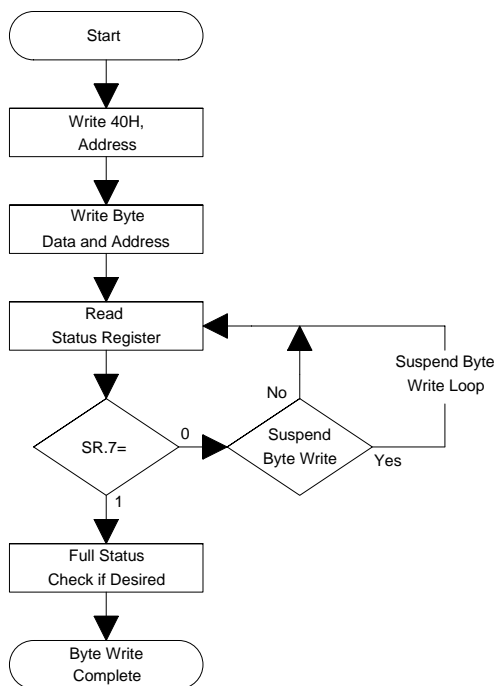 Start
Write 40H,
Address
Write Byte
Data and Address
Read
Status Register
Suspend Byte
Write Loop
No
SR.7=
0
Suspend
Byte Write
Yes
1
Full Status
Check if Desired
Byte Write
Complete